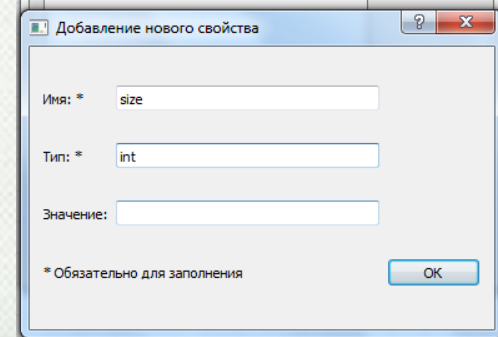 Добавление нового свойства
Имя: * size
Тип: * int
Значение:
* Обязательно для заполнения OK